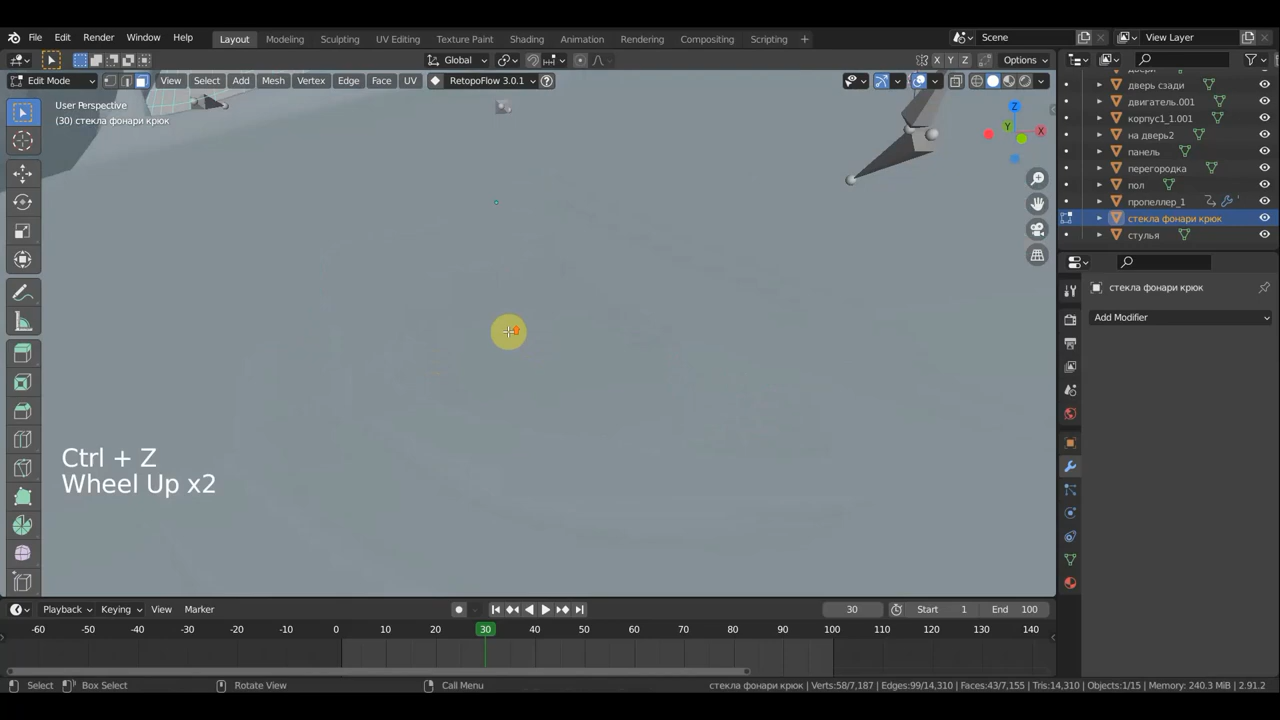 File Edit Render Window Help Layout Modeling Sculpting UV Editing Texture Paint Shading Animation Rendering Compositing Scripting + Scene View Layer
Global X Y Z Options
Edit Mode View Select Add Mesh Vertex Edge Face UV RetopoFlow 3.0.1
User Perspective
(30) стекла фонари крюк
Z
Y
X
дверь сзади
двигатель.001
корпус1_1.001
на дверь2
панель
перегородка
пол
пропеллер_1
стекла фонари крюк
стулья
стекла фонари крюк
Add Modifier
Ctrl + Z
Wheel Up x2
Playback Keying View Marker 30 Start 1 End 100
-60 -50 -40 -30 -20 -10 0 10 20 30 40 50 60 70 80 90 100 110 120 130 140
Select Box Select Rotate View Call Menu стекла фонари крюк | Verts:58/7,187 | Edges:99/14,310 | Faces:43/7,155 | Tris:14,310 | Objects:1/15 | Memory: 240.3 MiB | 2.91.2